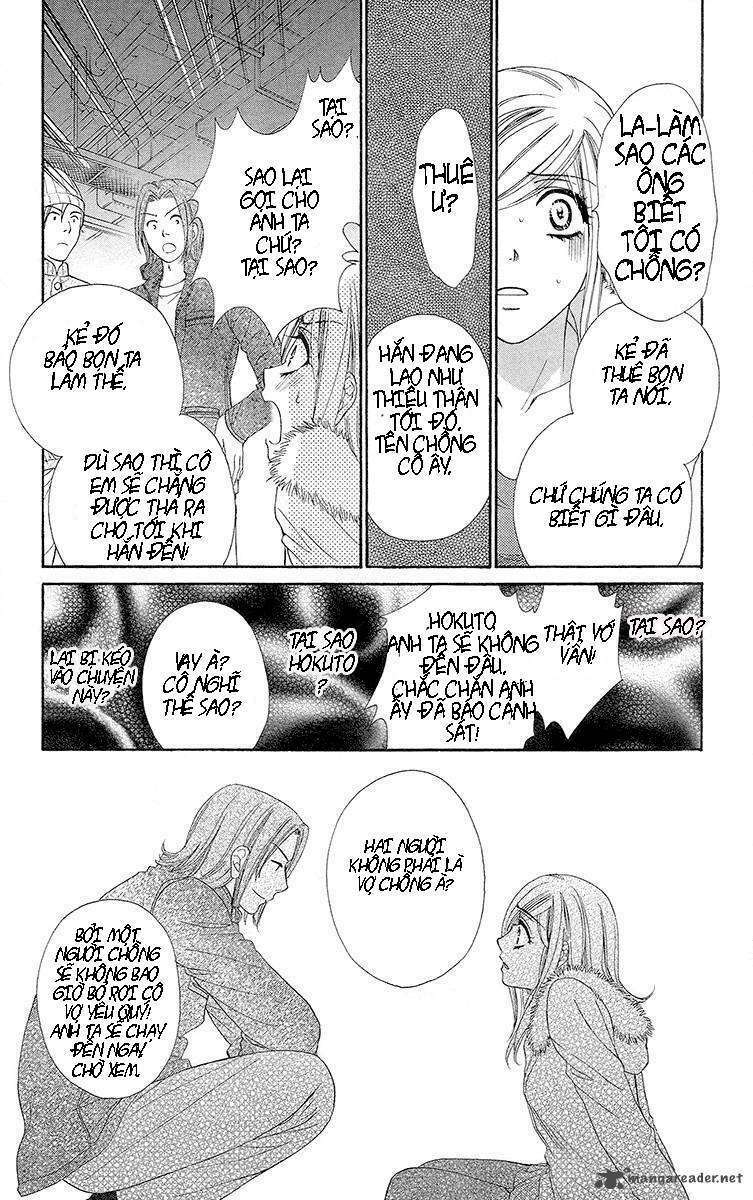 LA-LÀM
SAO CÁC
ÔNG
BIẾT
TÔI CÓ
CHỒNG?
KẺ ĐÃ
THUÊ BỌN
TA NÓI.
CHỨ CHÚNG TA CÓ
BIẾT GÌ ĐÂU.
THUÊ
Ư?
HẮN ĐANG
LAO NHƯ
THIÊU THÂN
TỚI ĐÓ,
TÊN CHỒNG
CÔ ẤY.
TẠI
SAO?
SAO LẠI
GỌI CHO
ANH TA
CHỨ?
TẠI SAO?
KẺ ĐÓ
BẢO BỌN TA
LÀM THẾ.
DÙ SAO THÌ CÔ
EM SẼ CHẲNG
ĐƯỢC THẢ RA
CHO TỚI KHI
HẮN ĐẾN!
TẠI SAO?
THẬT VỚ
VẨN!
HOKUTO,
ANH TA SẼ KHÔNG
ĐẾN ĐÂU,
CHẮC CHẮN ANH
ẤY ĐÃ BÁO CẢNH
SÁT!
TẠI SAO
HOKUTO
?
VẬY À?
CÔ NGHĨ
THẾ SAO?
LẠI BỊ KÉO
VÀO CHUYỆN
NÀY?
HAI NGƯỜI
KHÔNG PHẢI LÀ
VỢ CHỒNG À?
BỞI MỘT
NGƯỜI CHỒNG
SẼ KHÔNG BAO
GIỜ BỎ RƠI CÔ
VỢ YÊU QUÝ!
ANH TA SẼ CHẠY
ĐẾN NGAY,
CHỜ XEM.
mangareader.net